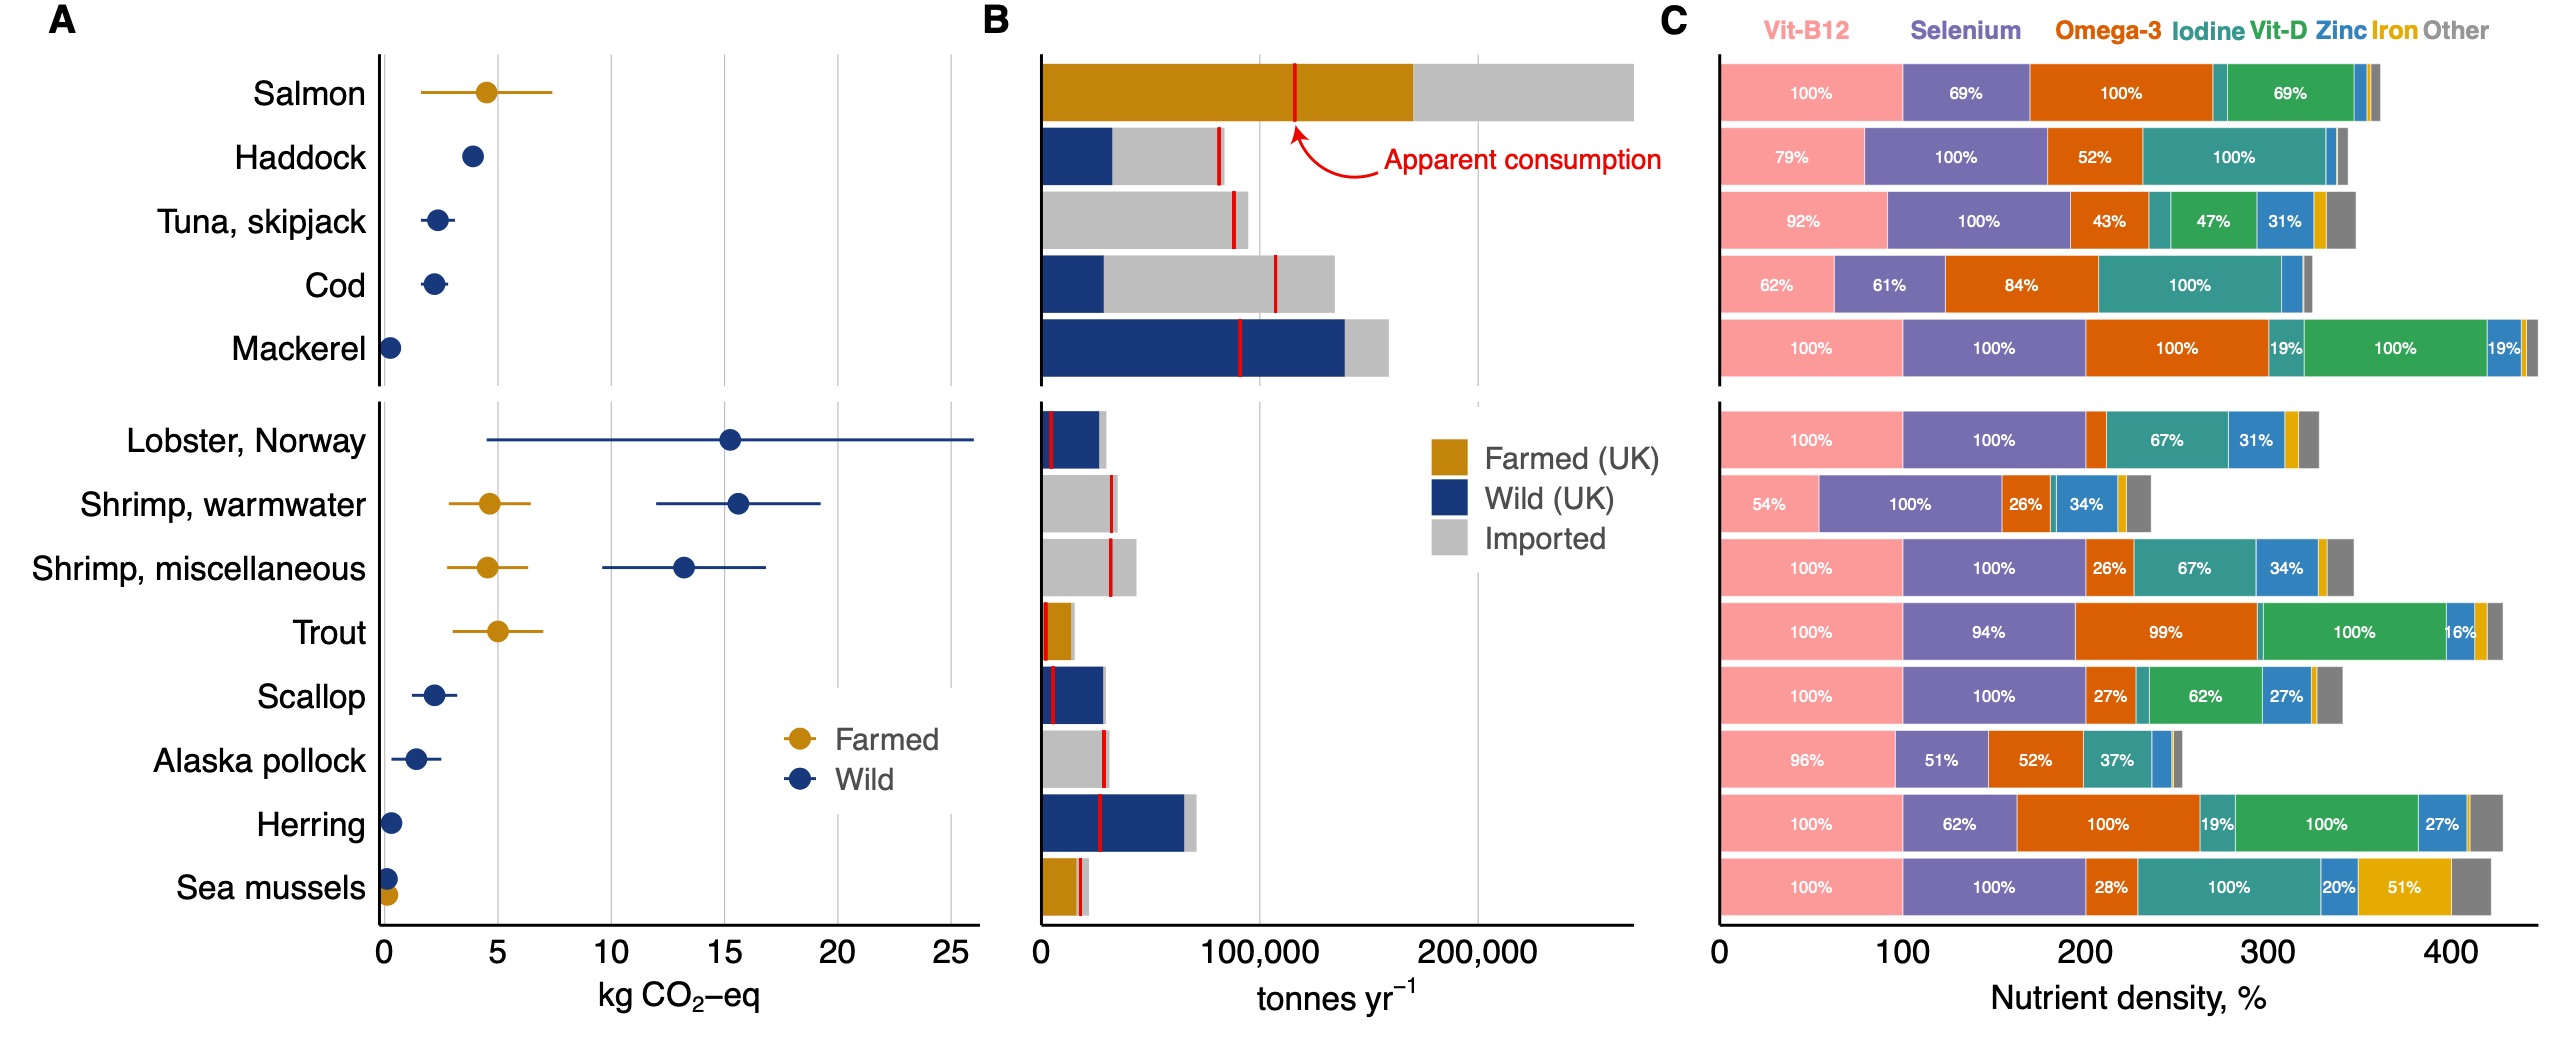 A
B
C
Vit-B12 Selenium Omega-3 Iodine Vit-D Zinc Iron Other
Salmon
100% 69% 100% 69%
Haddock
Apparent consumption
79% 100% 52% 100%
Tuna, skipjack
92% 100% 43% 47% 31%
Cod
62% 61% 84% 100%
Mackerel
100% 100% 100% 19% 100% 19%
Lobster, Norway
100% 100% 67% 31%
Farmed (UK)
Wild (UK)
Imported
Shrimp, warmwater
54% 100% 26% 34%
Shrimp, miscellaneous
100% 100% 26% 67% 34%
Trout
100% 94% 99% 100% 16%
Scallop
100% 100% 27% 62% 27%
Farmed
Wild
Alaska pollock
96% 51% 52% 37%
Herring
100% 62% 100% 19% 100% 27%
Sea mussels
100% 100% 28% 100% 20% 51%
0 5 10 15 20 25
kg CO₂–eq
0 100,000 200,000
tonnes yr⁻¹
0 100 200 300 400
Nutrient density, %